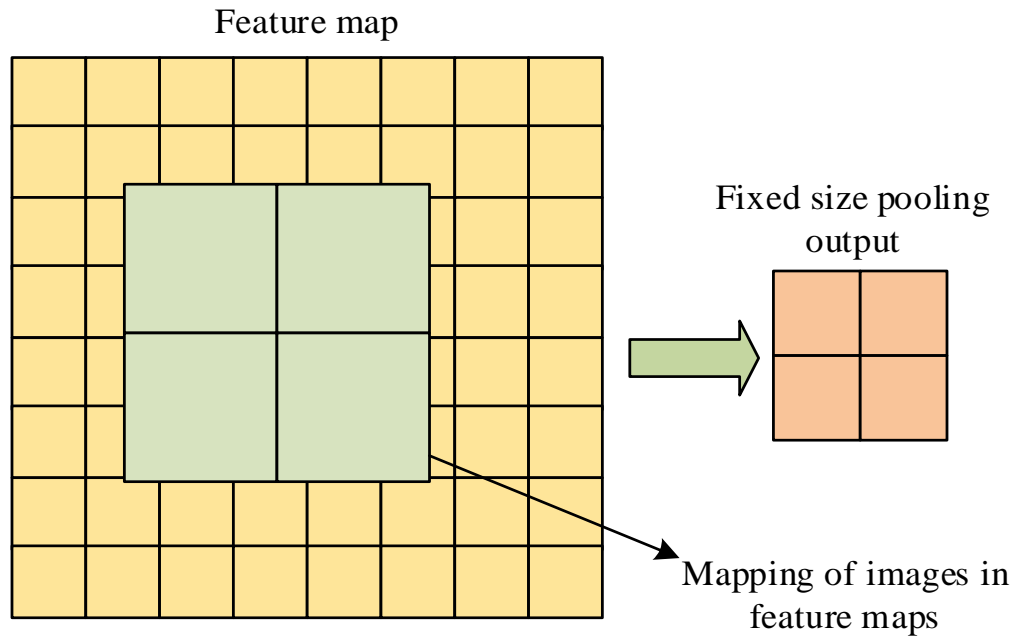 Feature map
Fixed size pooling
output
Mapping of images in
feature maps